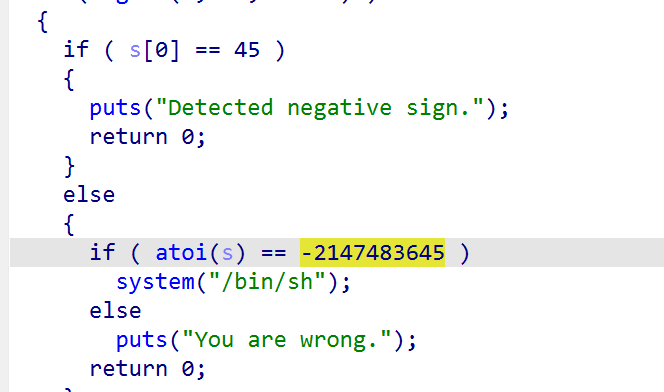 {
if ( s[0] == 45 )
{
puts("Detected negative sign.");
return 0;
}
else
{
if ( atoi(s) == -2147483645 )
system("/bin/sh");
else
puts("You are wrong.");
return 0;